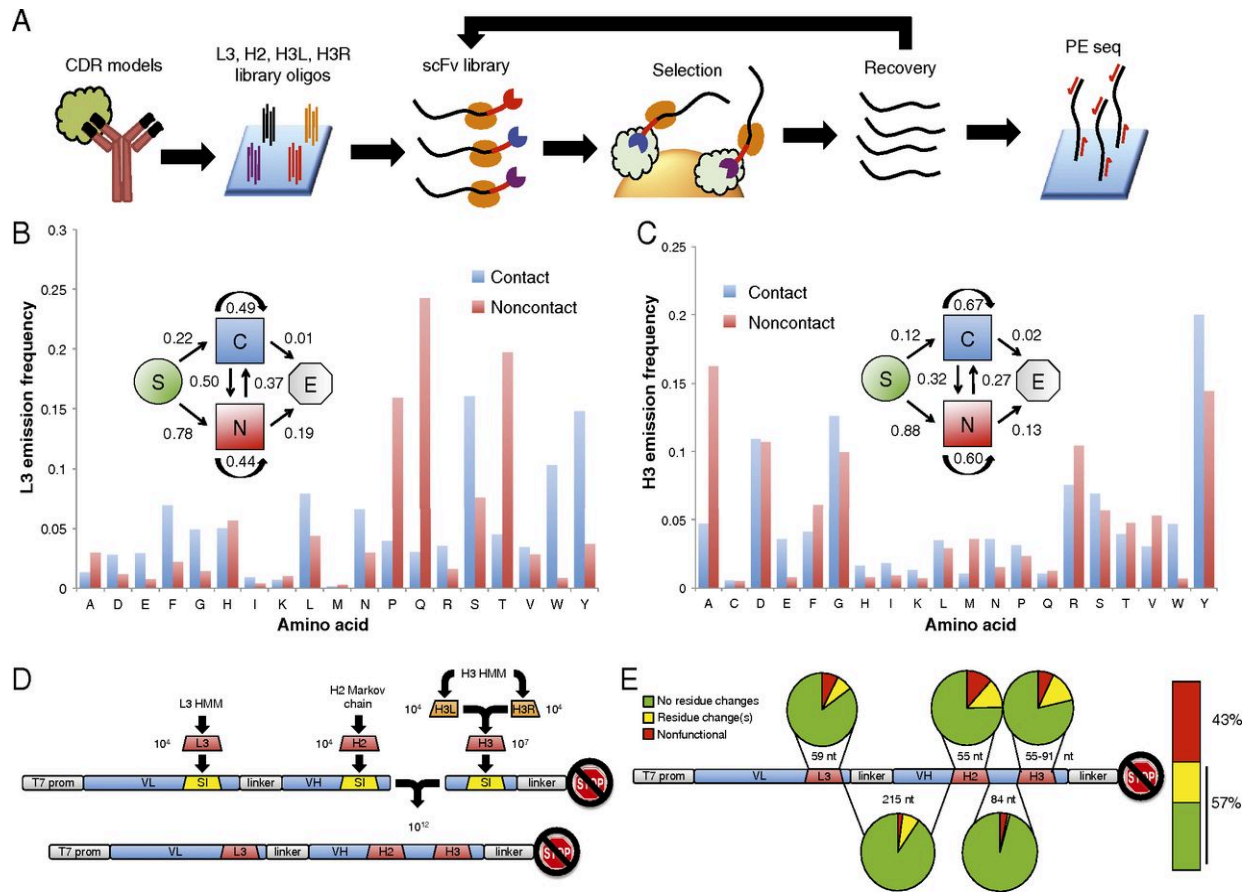 A
CDR models
L3, H2, H3L, H3R
library oligos
scFv library
Selection
Recovery
PE seq
B
L3 emission frequency
0.3
0.25
0.2
0.15
0.1
0.05
0
Contact
Noncontact
0.49
0.22
C
0.01
S
0.50
0.37
E
N
0.78
0.19
0.44
A D E F G H I K L M N P Q R S T V W Y
Amino acid
C
H3 emission frequency
0.25
0.2
0.15
0.1
0.05
0
Contact
Noncontact
0.67
0.12
C
0.02
S
0.32
0.27
E
N
0.88
0.13
0.60
A C D E F G H I K L M N P Q R S T V W Y
Amino acid
D
H3 HMM
L3 HMM
H2 Markov
chain
10⁴ H3L H3R 10⁴
10⁴ L3 10⁴ H2 H3 10⁷
T7 prom VL SI linker VH SI SI linker STOP
10¹²
T7 prom VL L3 linker VH H2 H3 linker STOP
E
No residue changes
Residue change(s)
Nonfunctional
59 nt 55 nt 55-91 nt
T7 prom VL L3 linker VH H2 H3 linker STOP
215 nt 84 nt
43%
57%